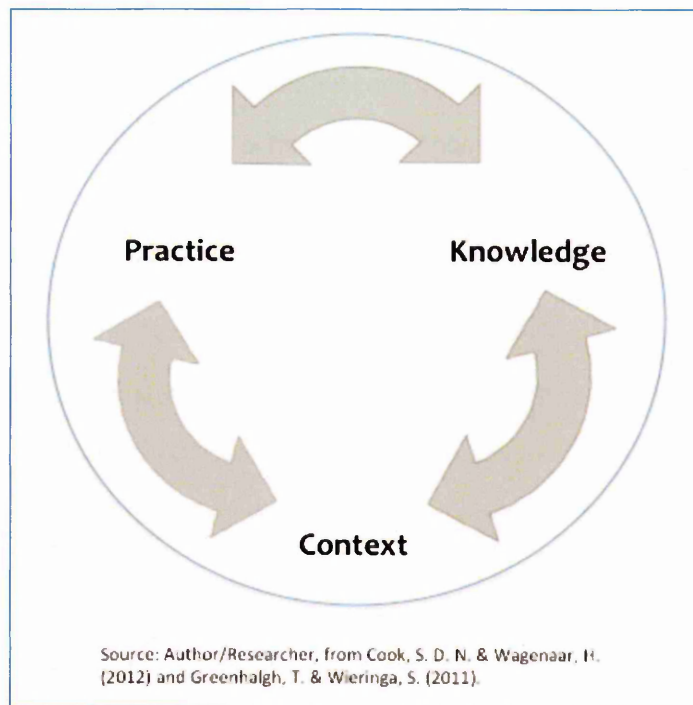 Practice
Knowledge
Context
Source: Author/Researcher, from Cook, S. D. N. & Wagenaar, H.
(2012) and Greenhalgh, T. & Wieringa, S. (2011).